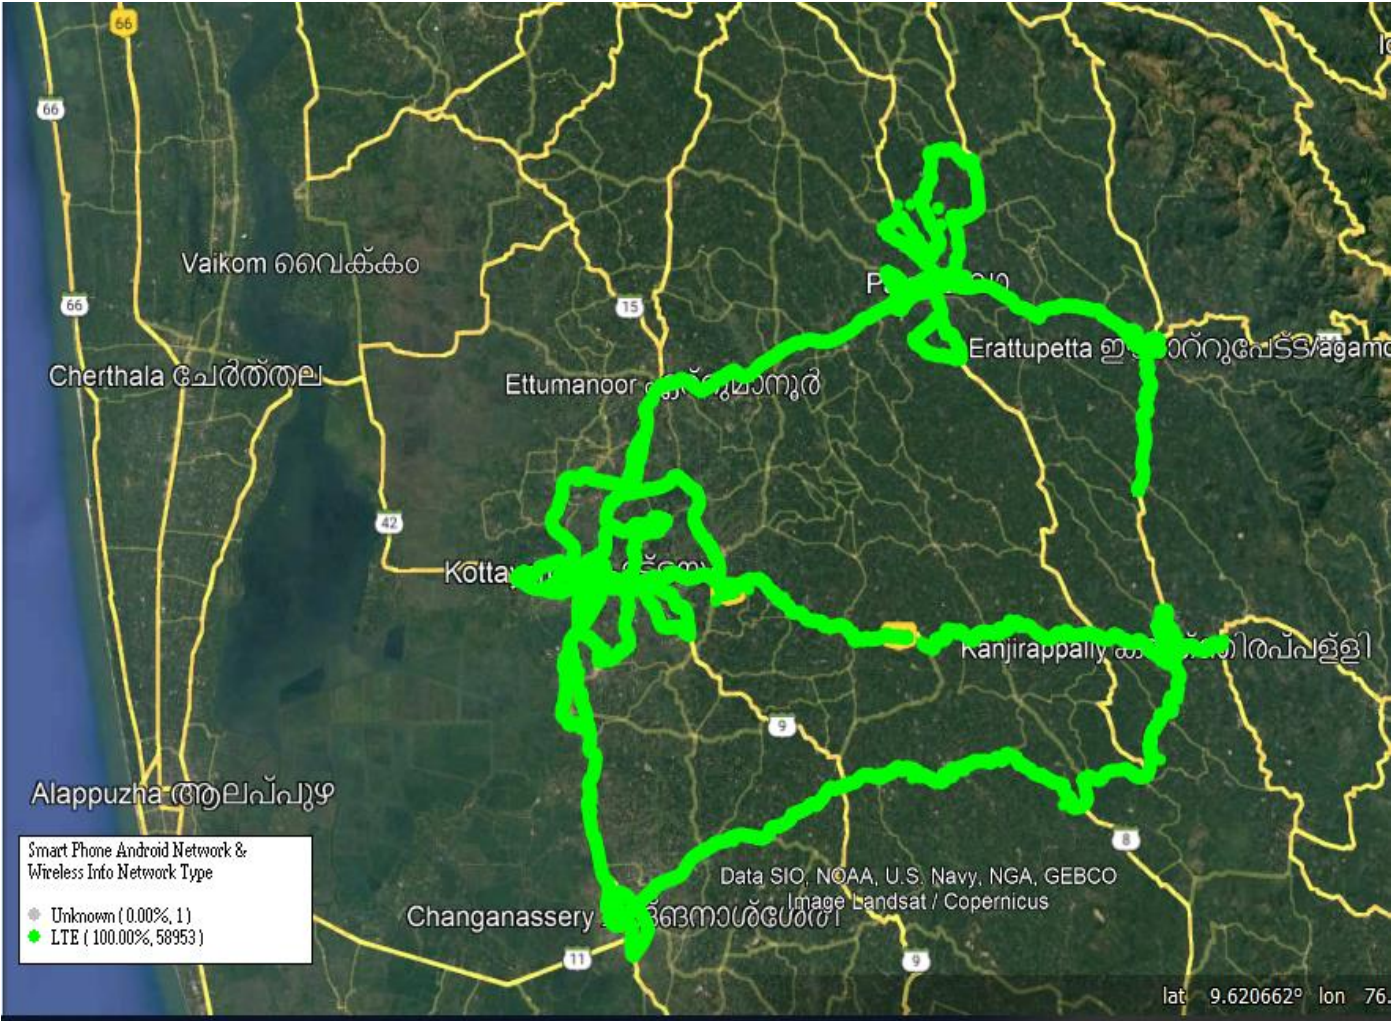 66
66
Vaikom വൈക്കം
15
66
Erattupetta
Cherthala ചേർത്തല
Ettumanoor
42
Kanjirappally
9
Alappuzha ആലപ്പുഴ
8
Smart Phone Android Network &
Wireless Info Network Type
Unknown ( 0.00%, 1 )
LTE ( 100.00%, 58953 )
Data SIO, NOAA, U.S. Navy, NGA, GEBCO
Image Landsat / Copernicus
Changanassery
11
9
lat 9.620662° lon 76.